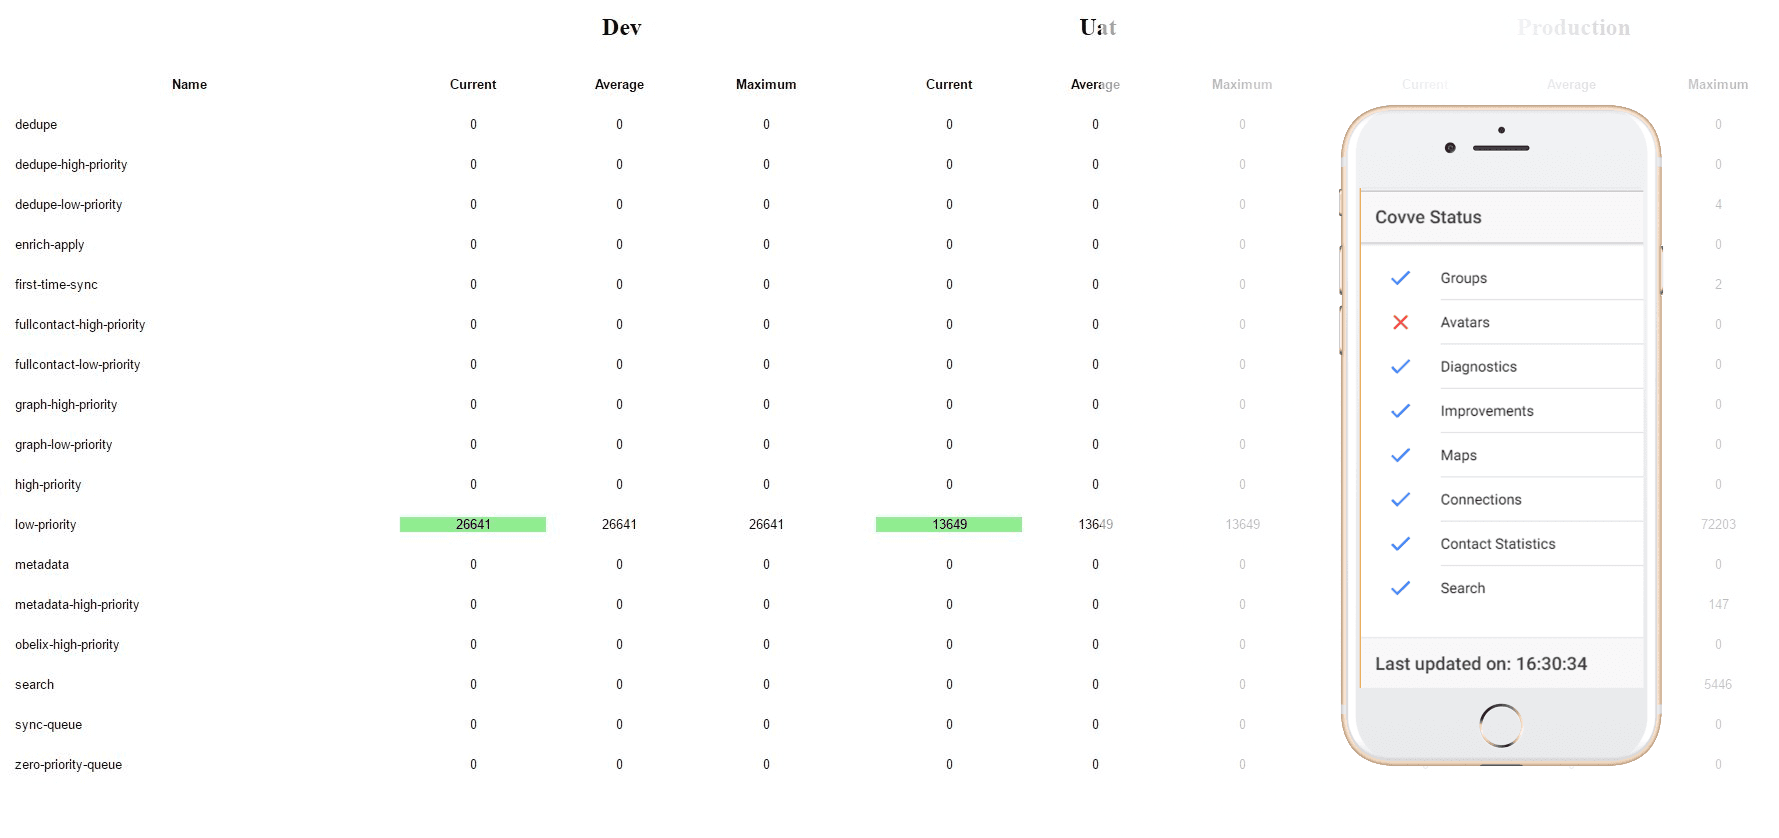 Dev Uat Production
Name Current Average Maximum Current Average Maximum Current Average Maximum
dedupe 0 0 0 0 0 0 0
dedupe-high-priority 0 0 0 0 0 0 0
dedupe-low-priority 0 0 0 0 0 0 4
enrich-apply 0 0 0 0 0 0 0
first-time-sync 0 0 0 0 0 0 2
fullcontact-high-priority 0 0 0 0 0 0 0
fullcontact-low-priority 0 0 0 0 0 0 0
graph-high-priority 0 0 0 0 0 0 0
graph-low-priority 0 0 0 0 0 0 0
high-priority 0 0 0 0 0 0 0
low-priority 26641 26641 26641 13649 13649 13649 72203
metadata 0 0 0 0 0 0 0
metadata-high-priority 0 0 0 0 0 0 147
obelix-high-priority 0 0 0 0 0 0 0
search 0 0 0 0 0 0 5446
sync-queue 0 0 0 0 0 0 0
zero-priority-queue 0 0 0 0 0 0 0
Covve Status
Groups
Avatars
Diagnostics
Improvements
Maps
Connections
Contact Statistics
Search
Last updated on: 16:30:34